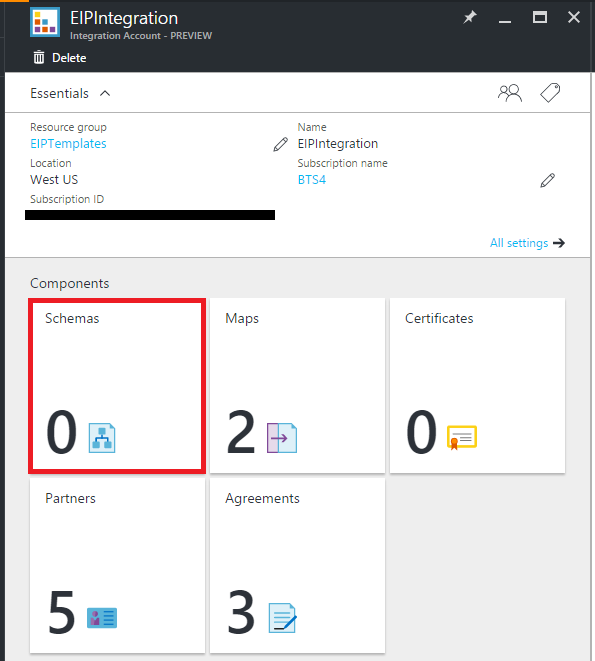 EIPIntegration
Integration Account - PREVIEW
Delete
Essentials
Resource group
EIPTemplates
Name
EIPIntegration
Location
West US
Subscription name
BTS4
Subscription ID
All settings
Components
Schemas
0
Maps
2
Certificates
0
Partners
5
Agreements
3